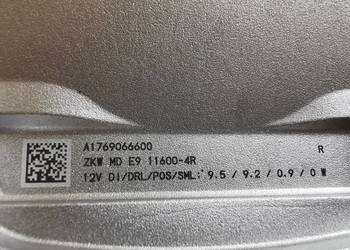 A1769066600 R
ZKW MD E9 11600-4R
12V DI/DRL/POS/SML: 9.5 / 9.2 / 0.9 / 0 W